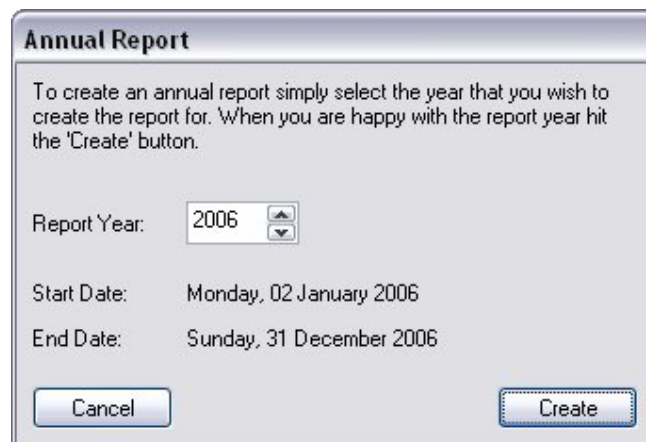 Annual Report
To create an annual report simply select the year that you wish to
create the report for. When you are happy with the report year hit
the 'Create' button.
Report Year: 2006
Start Date: Monday, 02 January 2006
End Date: Sunday, 31 December 2006
Cancel Create